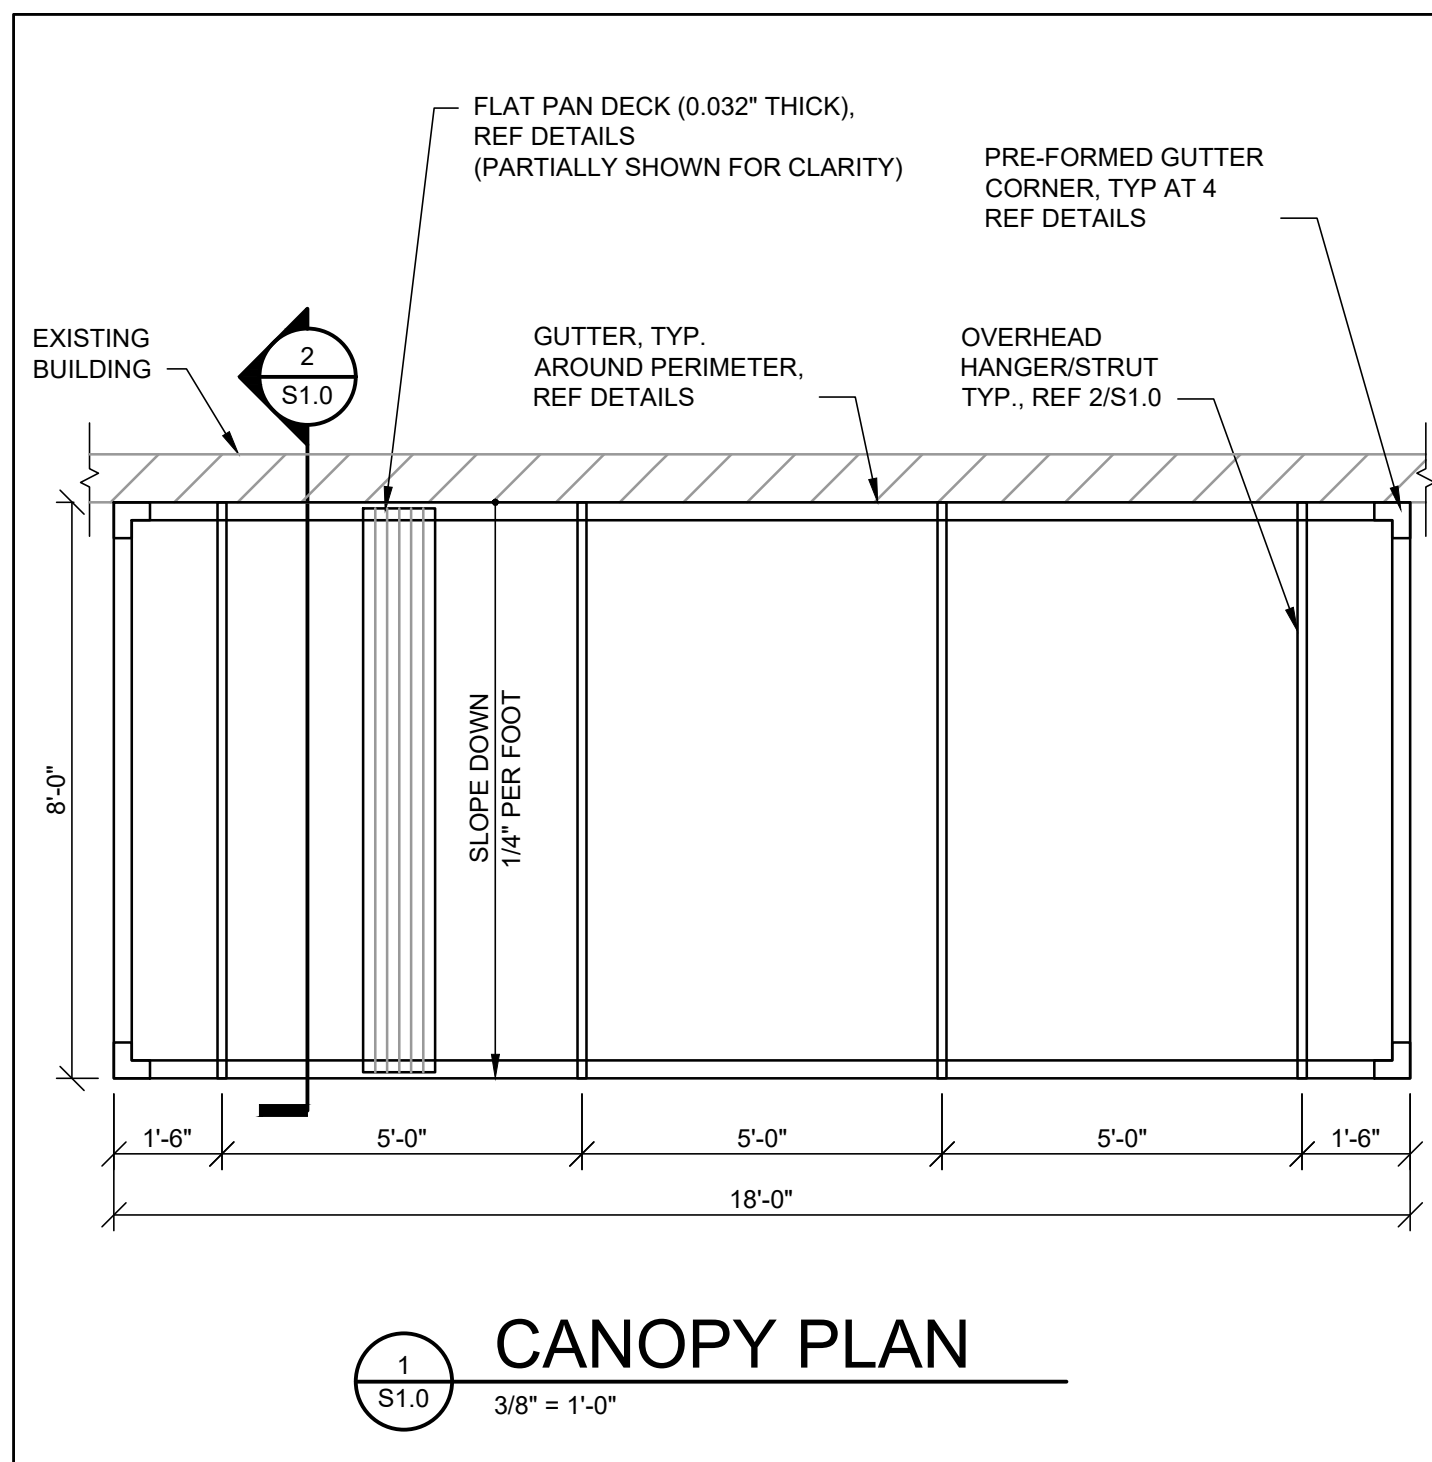 FLAT PAN DECK (0.032" THICK),
REF DETAILS
(PARTIALLY SHOWN FOR CLARITY)
PRE-FORMED GUTTER
CORNER, TYP AT 4
REF DETAILS
EXISTING
BUILDING
2
S1.0
GUTTER, TYP.
AROUND PERIMETER,
REF DETAILS
OVERHEAD
HANGER/STRUT
TYP., REF 2/S1.0
8'-0"
SLOPE DOWN
1/4" PER FOOT
1'-6"
5'-0"
5'-0"
5'-0"
1'-6"
18'-0"
1
S1.0
CANOPY PLAN
3/8" = 1'-0"